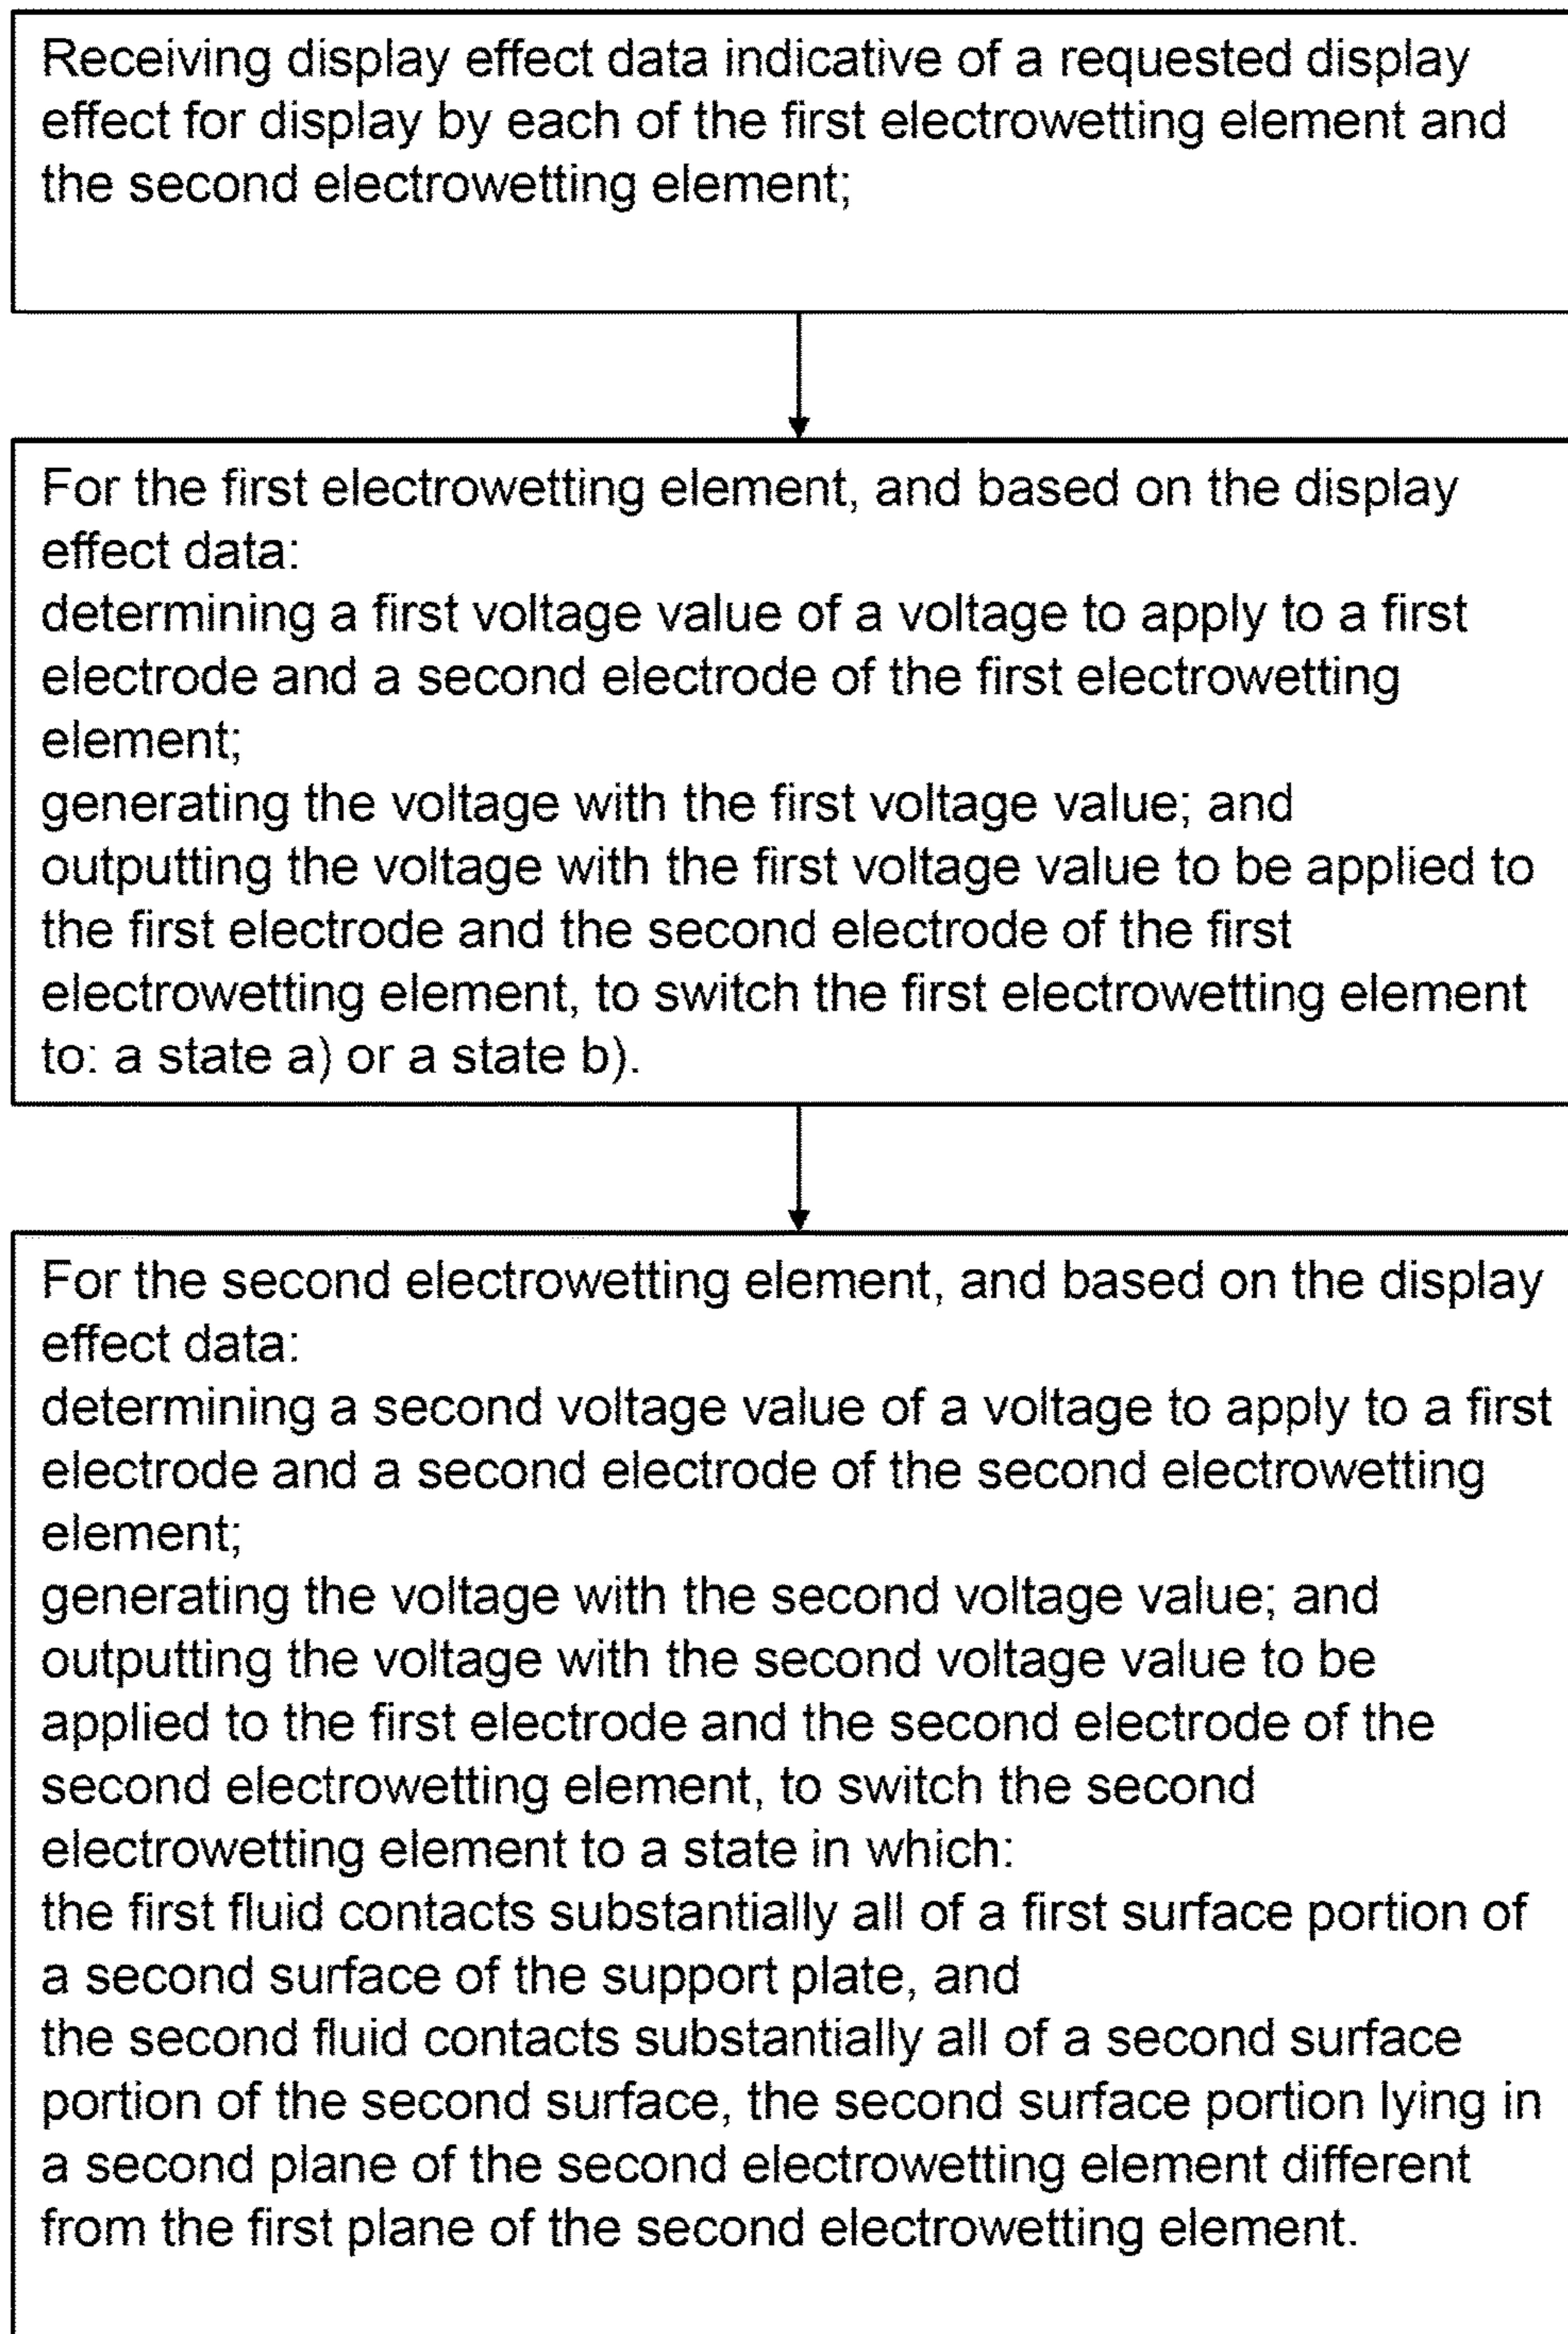 Receiving display effect data indicative of a requested display
effect for display by each of the first electrowetting element and
the second electrowetting element;
For the first electrowetting element, and based on the display
effect data:
determining a first voltage value of a voltage to apply to a first
electrode and a second electrode of the first electrowetting
element;
generating the voltage with the first voltage value; and
outputting the voltage with the first voltage value to be applied to
the first electrode and the second electrode of the first
electrowetting element, to switch the first electrowetting element
to: a state a) or a state b).
For the second electrowetting element, and based on the display
effect data:
determining a second voltage value of a voltage to apply to a first
electrode and a second electrode of the second electrowetting
element;
generating the voltage with the second voltage value; and
outputting the voltage with the second voltage value to be
applied to the first electrode and the second electrode of the
second electrowetting element, to switch the second
electrowetting element to a state in which:
the first fluid contacts substantially all of a first surface portion of
a second surface of the support plate, and
the second fluid contacts substantially all of a second surface
portion of the second surface, the second surface portion lying in
a second plane of the second electrowetting element different
from the first plane of the second electrowetting element.